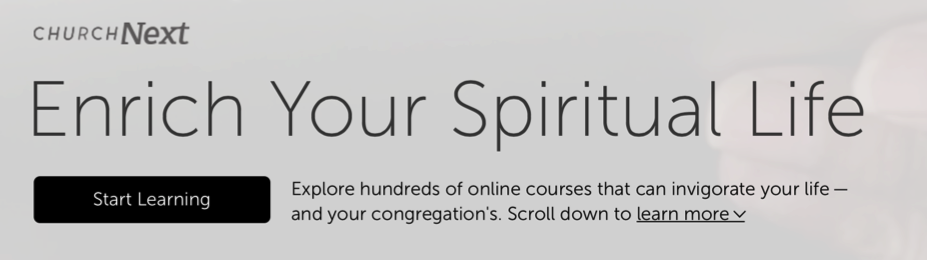 CHURCHNext
Enrich Your Spiritual Life
Start Learning
Explore hundreds of online courses that can invigorate your life —
and your congregation's. Scroll down to learn more